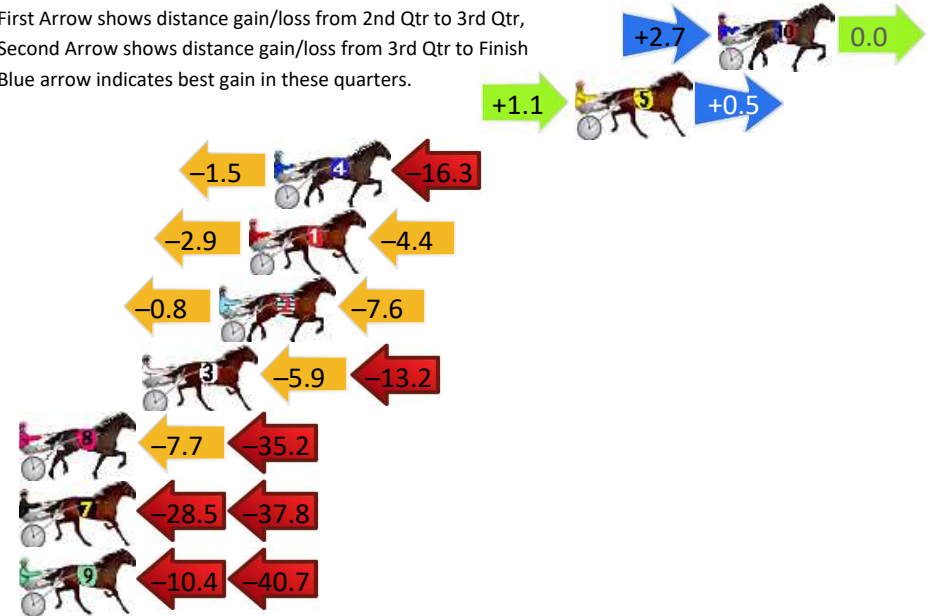 First Arrow shows distance gain/loss from 2nd Qtr to 3rd Qtr,
Second Arrow shows distance gain/loss from 3rd Qtr to Finish
Blue arrow indicates best gain in these quarters.
+2.7 10 0.0
+1.1 5 +0.5
–1.5 4 –16.3
–2.9 1 –4.4
–0.8 2 –7.6
3 –5.9 –13.2
8 –7.7 –35.2
7 –28.5 –37.8
9 –10.4 –40.7